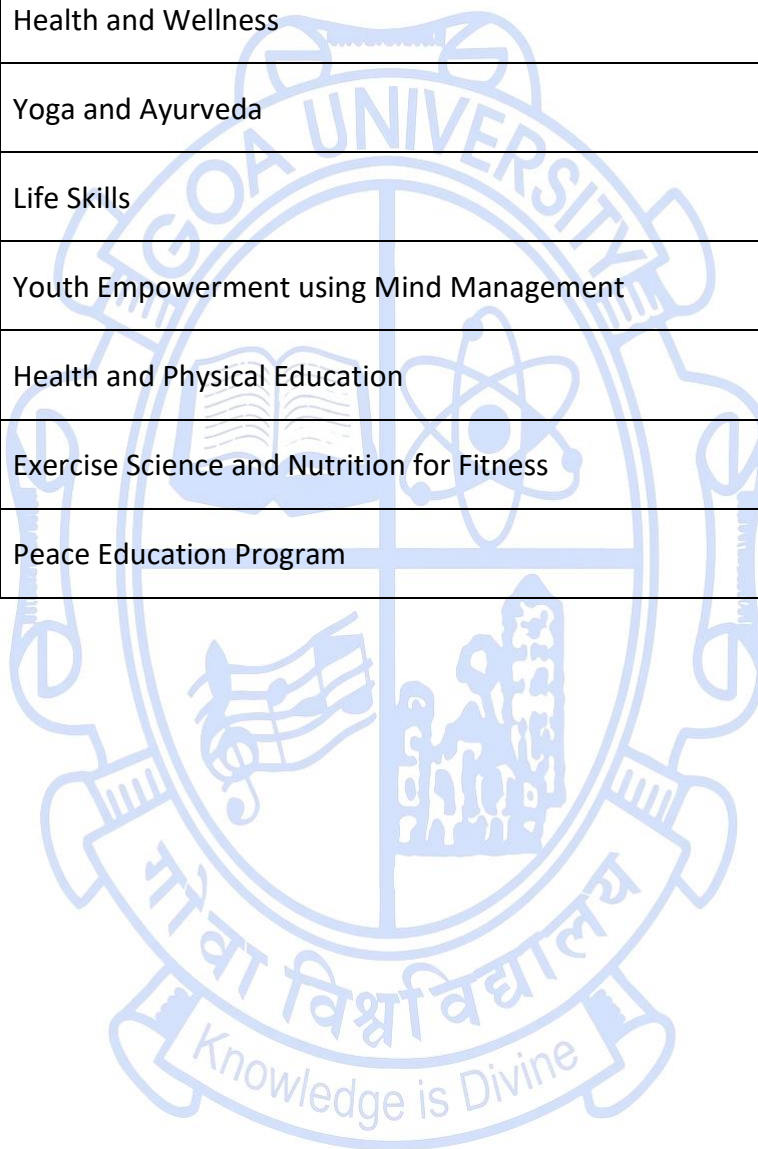 Health and Wellness
Yoga and Ayurveda
Life Skills
Youth Empowerment using Mind Management
Health and Physical Education
Exercise Science and Nutrition for Fitness
Peace Education Program
GOA UNIVERSITY
गोंवा विश्वविद्यालय
Knowledge is Divine